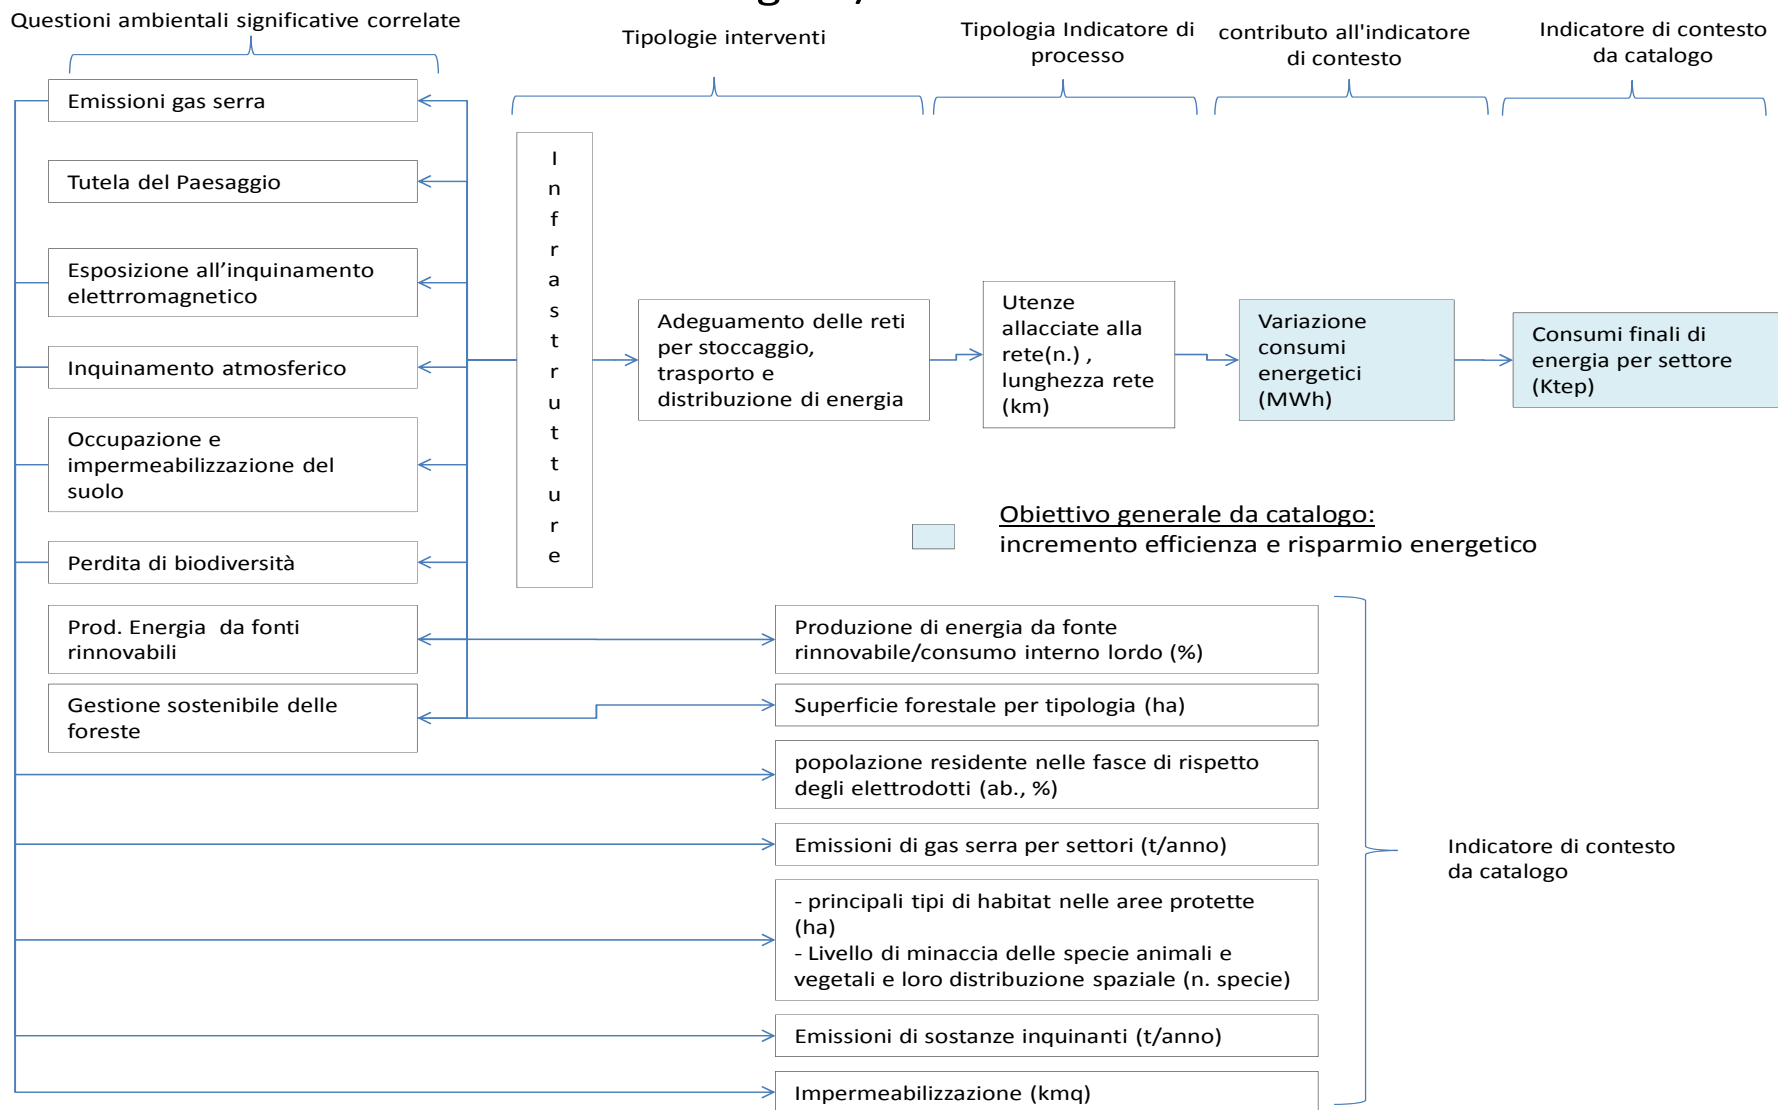 Questioni ambientali significative correlate
Tipologie interventi
Tipologia Indicatore di
processo
contributo all'indicatore
di contesto
Indicatore di contesto
da catalogo
Emissioni gas serra
Tutela del Paesaggio
Esposizione all’inquinamento
elettrromagnetico
Inquinamento atmosferico
Occupazione e
impermeabilizzazione del
suolo
Perdita di biodiversità
Prod. Energia da fonti
rinnovabili
Gestione sostenibile delle
foreste
I
n
f
r
a
s
t
r
u
t
t
u
r
e
Adeguamento delle reti
per stoccaggio,
trasporto e
distribuzione di energia
Utenze
allacciate alla
rete(n.) ,
lunghezza rete
(km)
Variazione
consumi
energetici
(MWh)
Consumi finali di
energia per settore
(Ktep)
Obiettivo generale da catalogo:
incremento efficienza e risparmio energetico
Produzione di energia da fonte
rinnovabile/consumo interno lordo (%)
Superficie forestale per tipologia (ha)
popolazione residente nelle fasce di rispetto
degli elettrodotti (ab., %)
Emissioni di gas serra per settori (t/anno)
- principali tipi di habitat nelle aree protette
(ha)
- Livello di minaccia delle specie animali e
vegetali e loro distribuzione spaziale (n. specie)
Emissioni di sostanze inquinanti (t/anno)
Impermeabilizzazione (kmq)
Indicatore di contesto
da catalogo